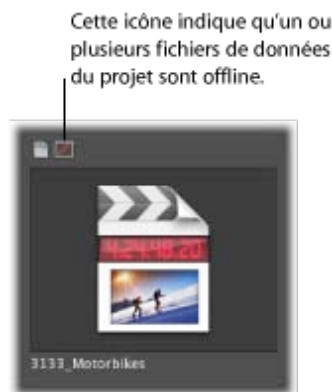 Cette icône indique qu'un ou
plusieurs fichiers de données
du projet sont offline.
3133_Motorbikes